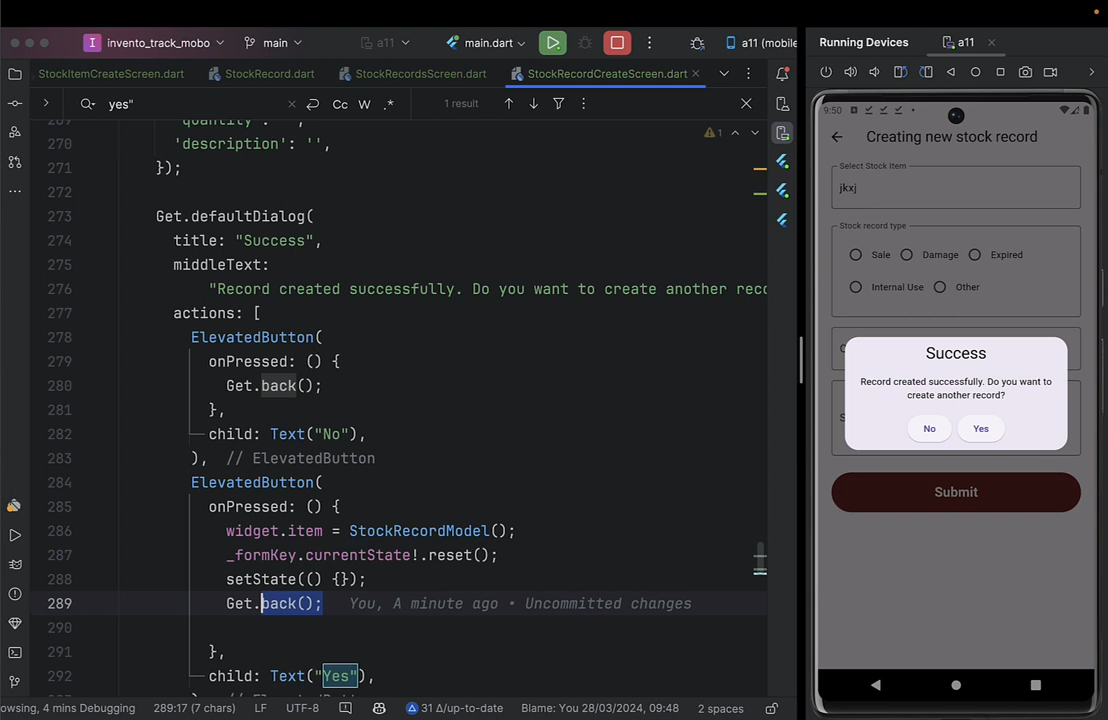 invento_track_mobo
main
a11
main.dart
a11 (mobile
Running Devices
a11
StockItemCreateScreen.dart
StockRecord.dart
StockRecordsScreen.dart
StockRecordCreateScreen.dart
yes"
Cc
W
.*
1 result
1
270 'description': '',
271 });
272
273 Get.defaultDialog(
274 title: "Success",
275 middleText:
276 "Record created successfully. Do you want to create another reco
277 actions: [
278 ElevatedButton(
279 onPressed: () {
280 Get.back();
281 },
282 child: Text("No"),
283 ), // ElevatedButton
284 ElevatedButton(
285 onPressed: () {
286 widget.item = StockRecordModel();
287 _formKey.currentState!.reset();
288 setState(() {});
289 Get.back(); You, A minute ago • Uncommitted changes
290
291 },
292 child: Text("Yes"),
owsing, 4 mins Debugging
289:17 (7 chars)
LF
UTF-8
31 Δ/up-to-date
Blame: You 28/03/2024, 09:48
2 spaces
9:50
Creating new stock record
Select Stock Item
jkxj
Stock record type
Sale
Damage
Expired
Internal Use
Other
Success
Record created successfully. Do you want to
create another record?
No
Yes
Submit